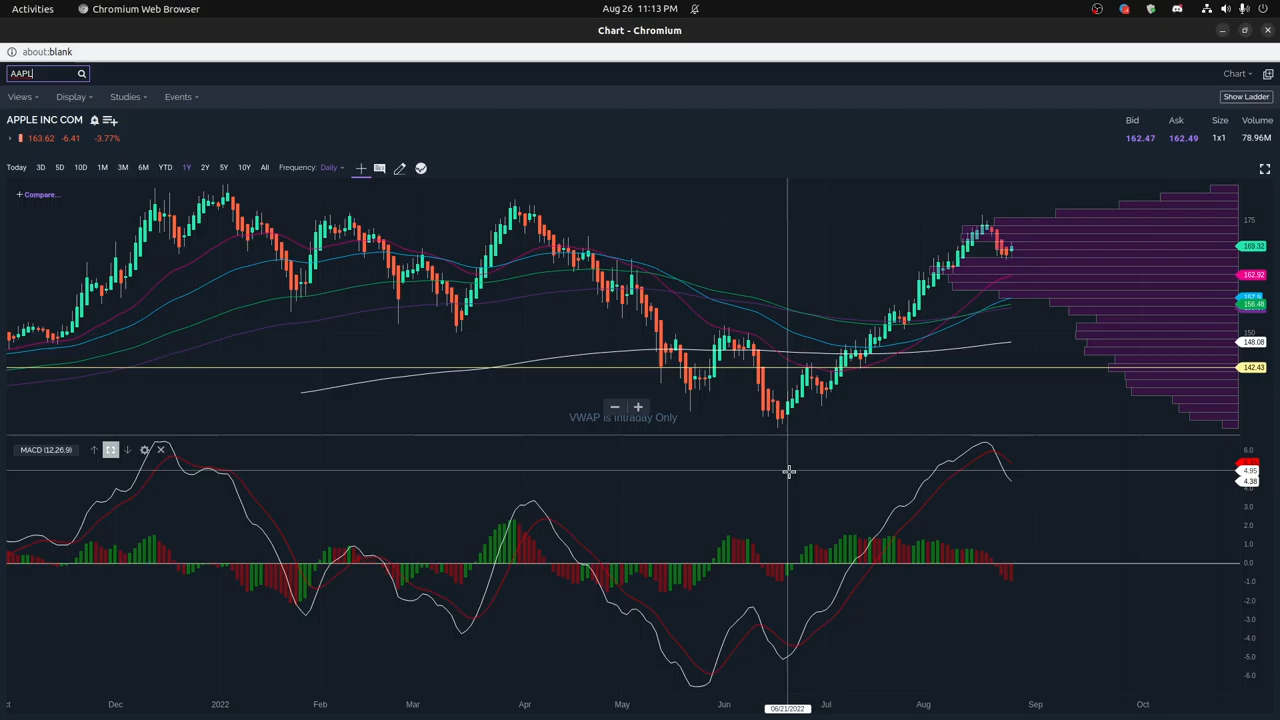 Activities
Chromium Web Browser
Aug 26 11:13 PM
Chart - Chromium
about:blank
AAPL
Chart
Views
Display
Studies
Events
Show Ladder
APPLE INC COM
Bid
Ask
Size
Volume
163.62 -6.41 -3.77%
162.47
162.49
1x1
78.96M
Today 3D 5D 10D 1M 3M 6M YTD 1Y 2Y 5Y 10Y All Frequency: Daily
+ Compare...
175
169.32
162.92
156.48
150
148.08
142.43
VWAP is Intraday Only
MACD (12,26,9)
6.0
4.95
4.38
3.0
2.0
1.0
0.0
-1.0
-2.0
-3.0
-4.0
-5.0
-6.0
Dec 2022 Feb Mar Apr May Jun Jul Aug Sep Oct
06/21/2022